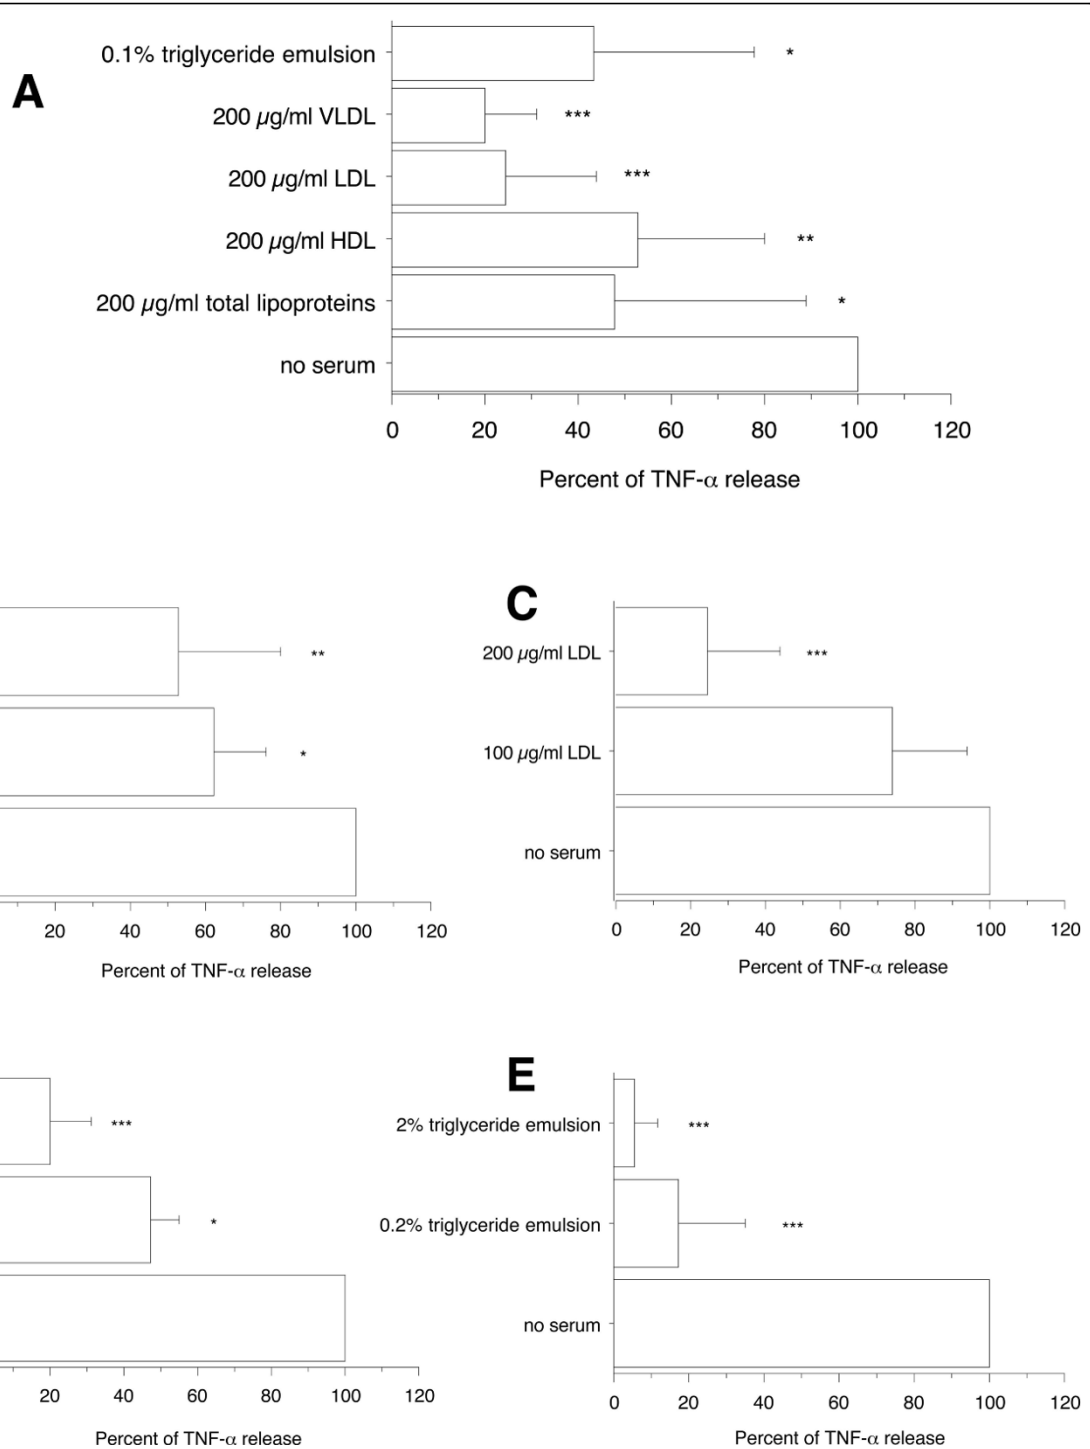 A
0.1% triglyceride emulsion
*
200 µg/ml VLDL
***
200 µg/ml LDL
***
200 µg/ml HDL
**
200 µg/ml total lipoproteins
*
no serum
0 20 40 60 80 100 120
Percent of TNF-α release
**
*
20 40 60 80 100 120
Percent of TNF-α release
C
200 µg/ml LDL
***
100 µg/ml LDL
no serum
0 20 40 60 80 100 120
Percent of TNF-α release
***
*
20 40 60 80 100 120
Percent of TNF-α release
E
2% triglyceride emulsion
***
0.2% triglyceride emulsion
***
no serum
0 20 40 60 80 100 120
Percent of TNF-α release